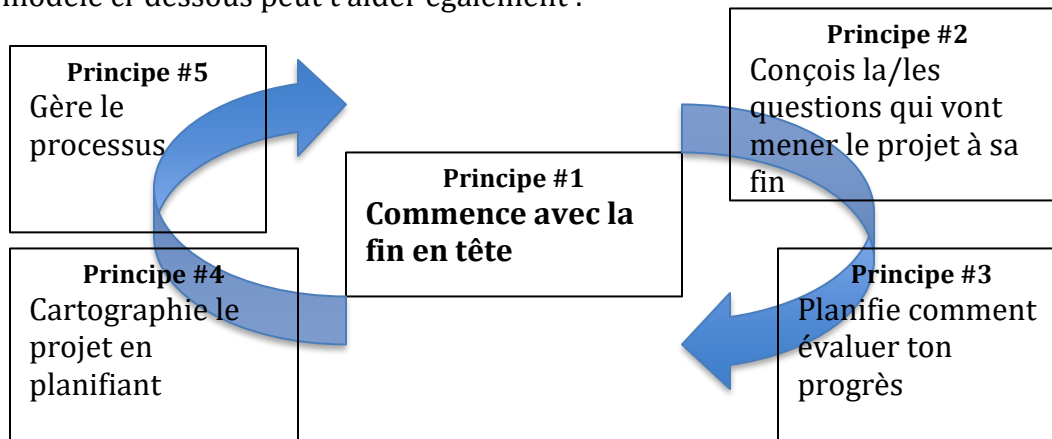 modèle ci-dessous peut t'aider également :
Principe #5
Gère le
processus
Principe #2
Conçois la/les
questions qui vont
mener le projet à sa
fin
Principe #1
Commence avec la
fin en tête
Principe #4
Cartographie le
projet en
planifiant
Principe #3
Planifie comment
évaluer ton
progrès